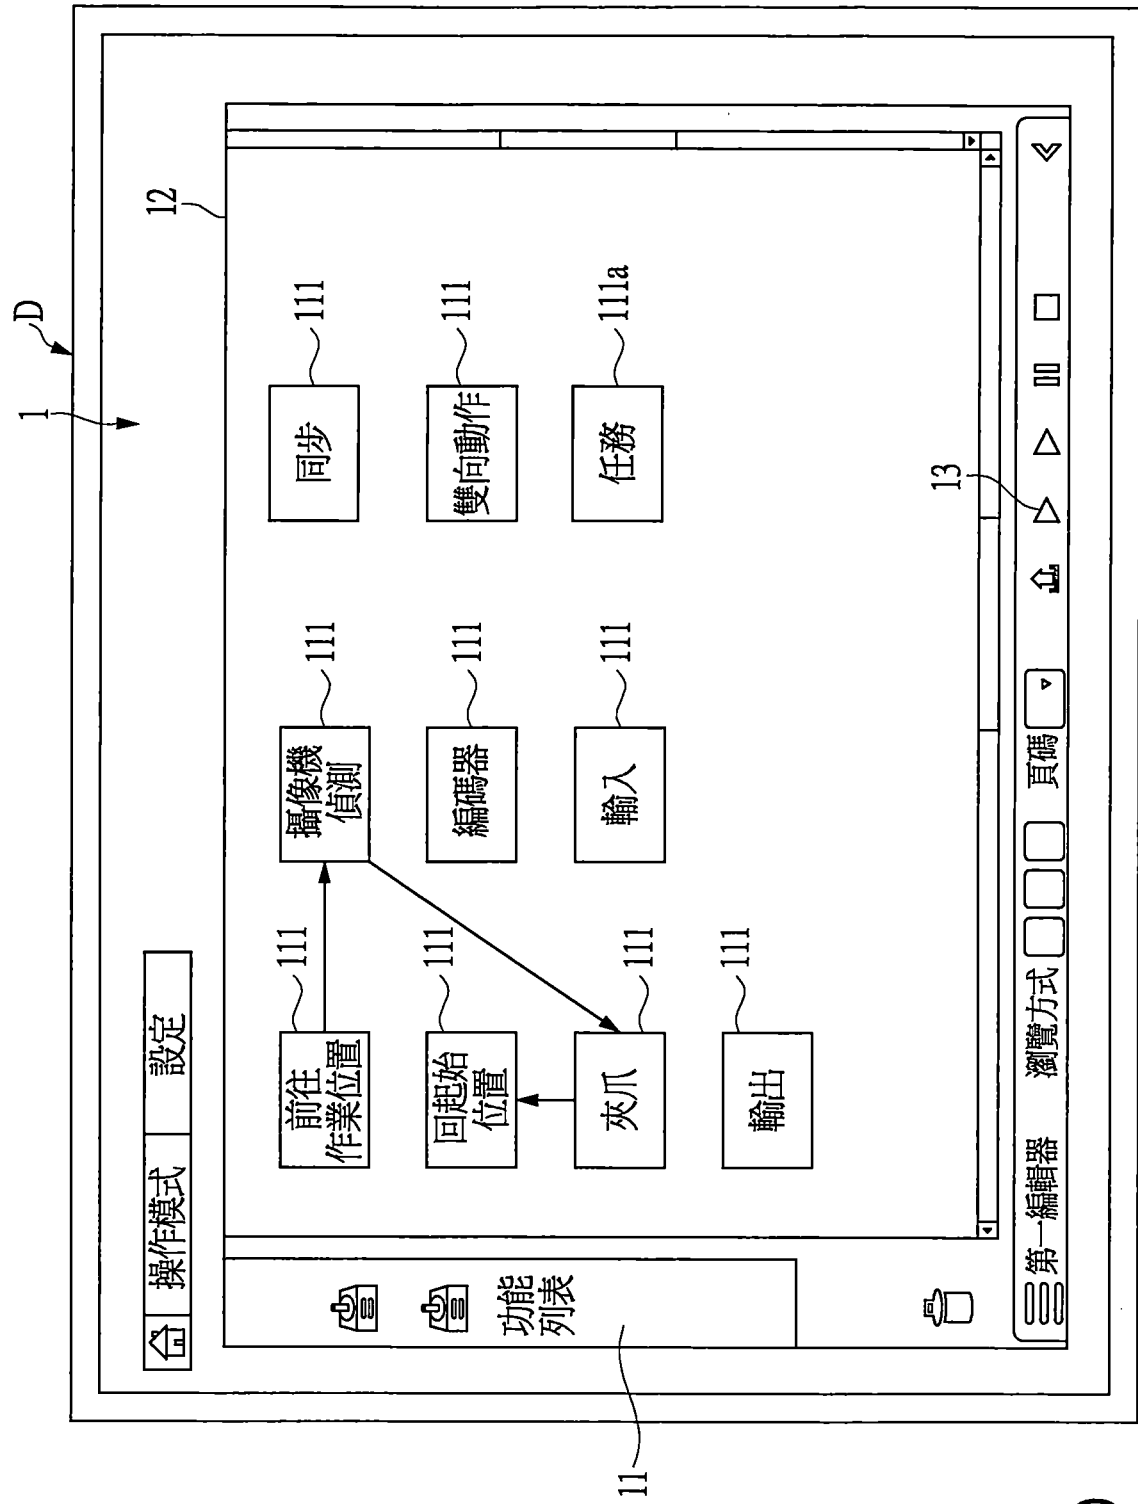 D
1
操作模式
設定
12
111
111
111
前往
作業位置
攝像機
偵測
同步
111
111
111
回起始
位置
編碼器
雙向動作
111
111
111a
夾爪
輸入
任務
111
輸出
功能
列表
11
13
第一編輯器 瀏覽方式 頁碼